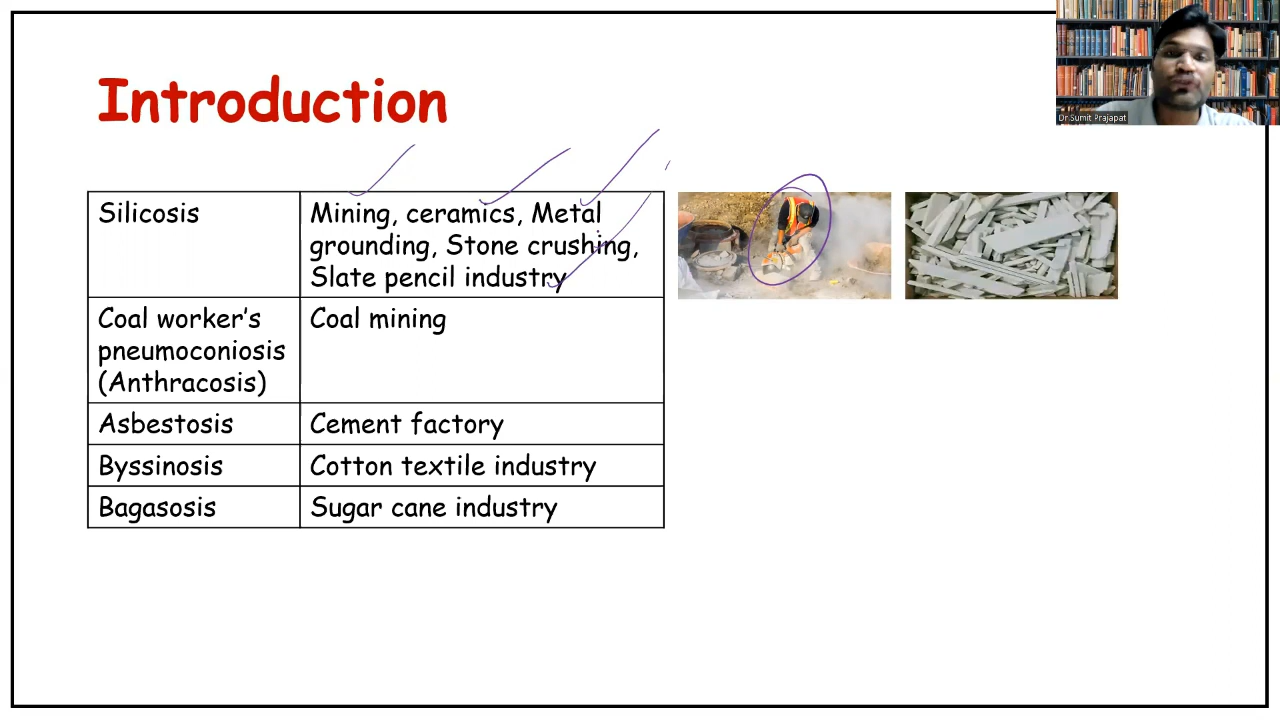 Introduction
Silicosis
Mining, ceramics, Metal
grounding, Stone crushing,
Slate pencil industry
Coal worker's
pneumoconiosis
(Anthracosis)
Coal mining
Asbestosis
Cement factory
Byssinosis
Cotton textile industry
Bagasosis
Sugar cane industry
Dr.Sumit Prajapat